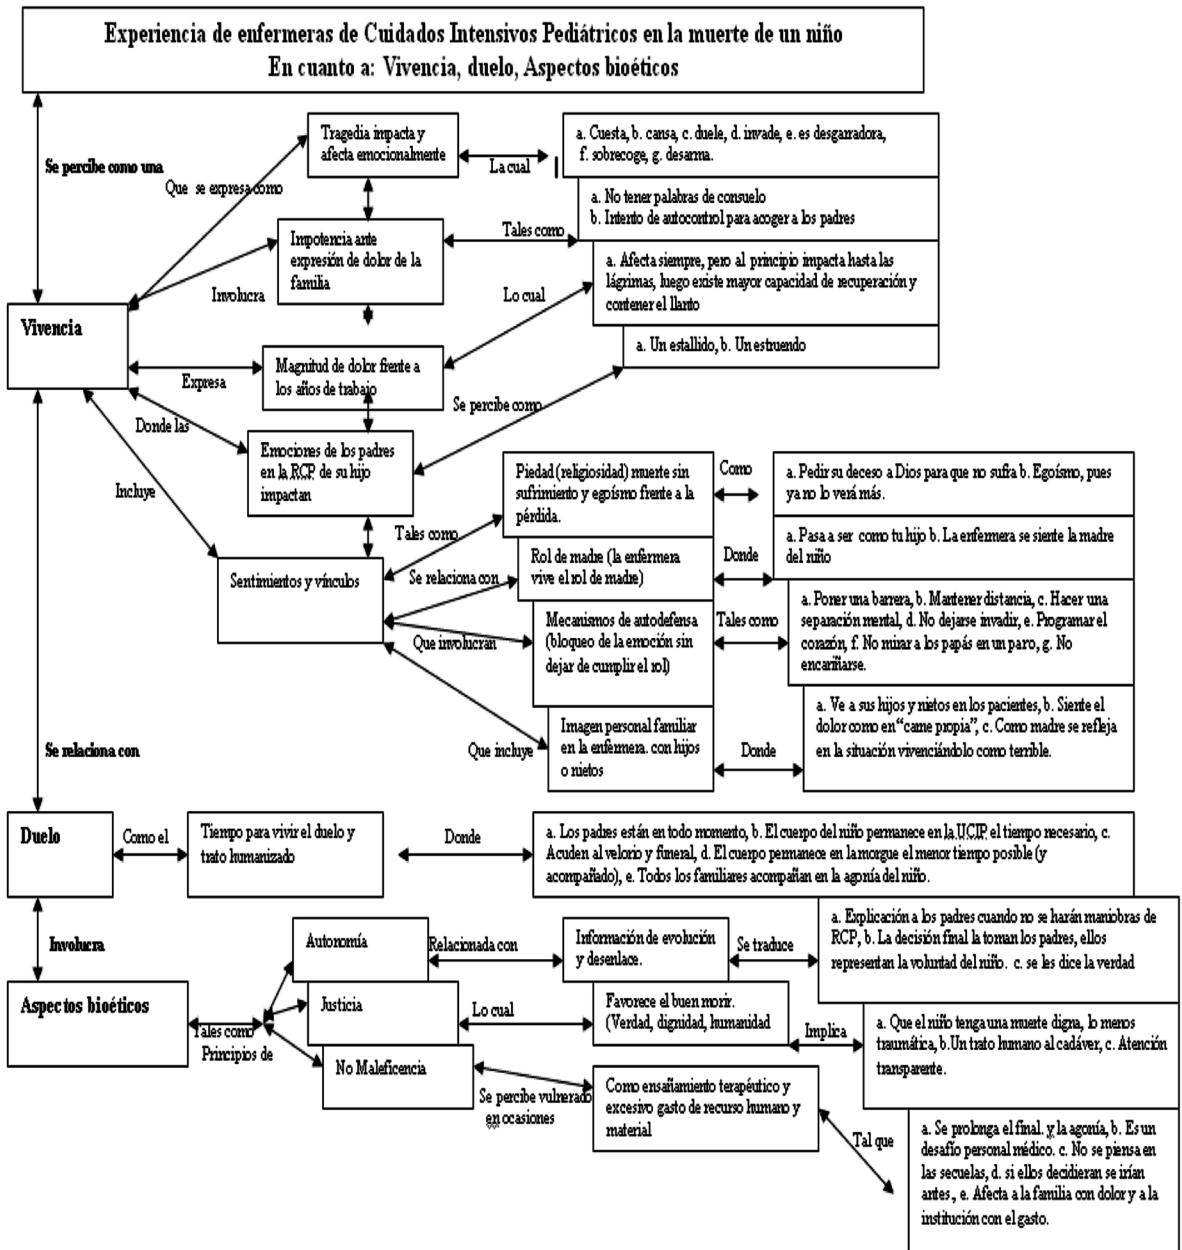 Experiencia de enfermeras de Cuidados Intensivos Pediátricos en la muerte de un niño
En cuanto a: Vivencia, duelo, Aspectos bioéticos
Se percibe como una
Que se expresa como
Tragedia impacta y
afecta emocionalmente
La cual
a. Cuesta, b. cansa, c. duele, d. invade, e. es desgarradora,
f. sobrecoge, g. desarma.
Involucra
Impotencia ante
expresión de dolor de la
familia
Tales como
a. No tener palabras de consuelo
b. Intento de autocontrol para acoger a los padres
Vivencia
Expresa
Magnitud de dolor frente a
los años de trabajo
Lo cual
a. Afecta siempre, pero al principio impacta hasta las
lágrimas, luego existe mayor capacidad de recuperación y
contener el llanto
Donde las
Emociones de los padres
en la RCP de su hijo
impactan
Se percibe como
a. Un estallido, b. Un estruendo
Incluye
Sentimientos y vínculos
Tales como
Piedad (religiosidad) muerte sin
sufrimiento y egoísmo frente a la
pérdida.
Como
a. Pedir su deceso a Dios para que no sufra b. Egoísmo, pues
ya no lo verá más.
Se relaciona con
Rol de madre (la enfermera
vive el rol de madre)
Donde
a. Pasa a ser como tu hijo b. La enfermera se siente la madre
del niño
Que involucran
Mecanismos de autodefensa
(bloqueo de la emoción sin
dejar de cumplir el rol)
Tales como
a. Poner una barrera, b. Mantener distancia, c. Hacer una
separación mental, d. No dejarse invadir, e. Programar el
corazón, f. No mirar a los papás en un paro, g. No
encariñarse.
Que incluye
Imagen personal familiar
en la enfermera. con hijos
o nietos
Donde
a. Ve a sus hijos y nietos en los pacientes, b. Siente el
dolor como en “carne propia”, c. Como madre se refleja
en la situación vivenciándolo como terrible.
Se relaciona con
Duelo
Como el
Tiempo para vivir el duelo y
trato humanizado
Donde
a. Los padres están en todo momento, b. El cuerpo del niño permanece en la UCIP el tiempo necesario, c.
Acuden al velorio y funeral, d. El cuerpo permanece en la morgue el menor tiempo posible (y
acompañado), e. Todos los familiares acompañan en la agonía del niño.
Involucra
Aspectos bioéticos
Tales como
Principios de
Autonomía
Relacionada con
Información de evolución
y desenlace.
Se traduce
a. Explicación a los padres cuando no se harán maniobras de
RCP, b. La decisión final la toman los padres, ellos
representan la voluntad del niño. c. se les dice la verdad
Justicia
Lo cual
Favorece el buen morir.
(Verdad, dignidad, humanidad
Implica
a. Que el niño tenga una muerte digna, lo menos
traumática, b.Un trato humano al cadáver, c. Atención
transparente.
No Maleficencia
Se percibe vulnerado
en ocasiones
Como ensañamiento terapéutico y
excesivo gasto de recurso humano y
material
Tal que
a. Se prolonga el final. y la agonía, b. Es un
desafío personal médico. c. No se piensa en
las secuelas, d. si ellos decidieran se irían
antes, e. Afecta a la familia con dolor y a la
institución con el gasto.